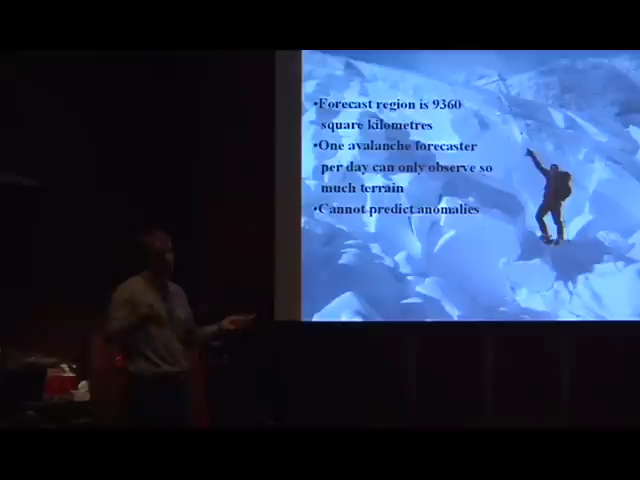 •Forecast region is 9360
square kilometres
•One avalanche forecaster
per day can only observe so
much terrain
•Cannot predict anomalies